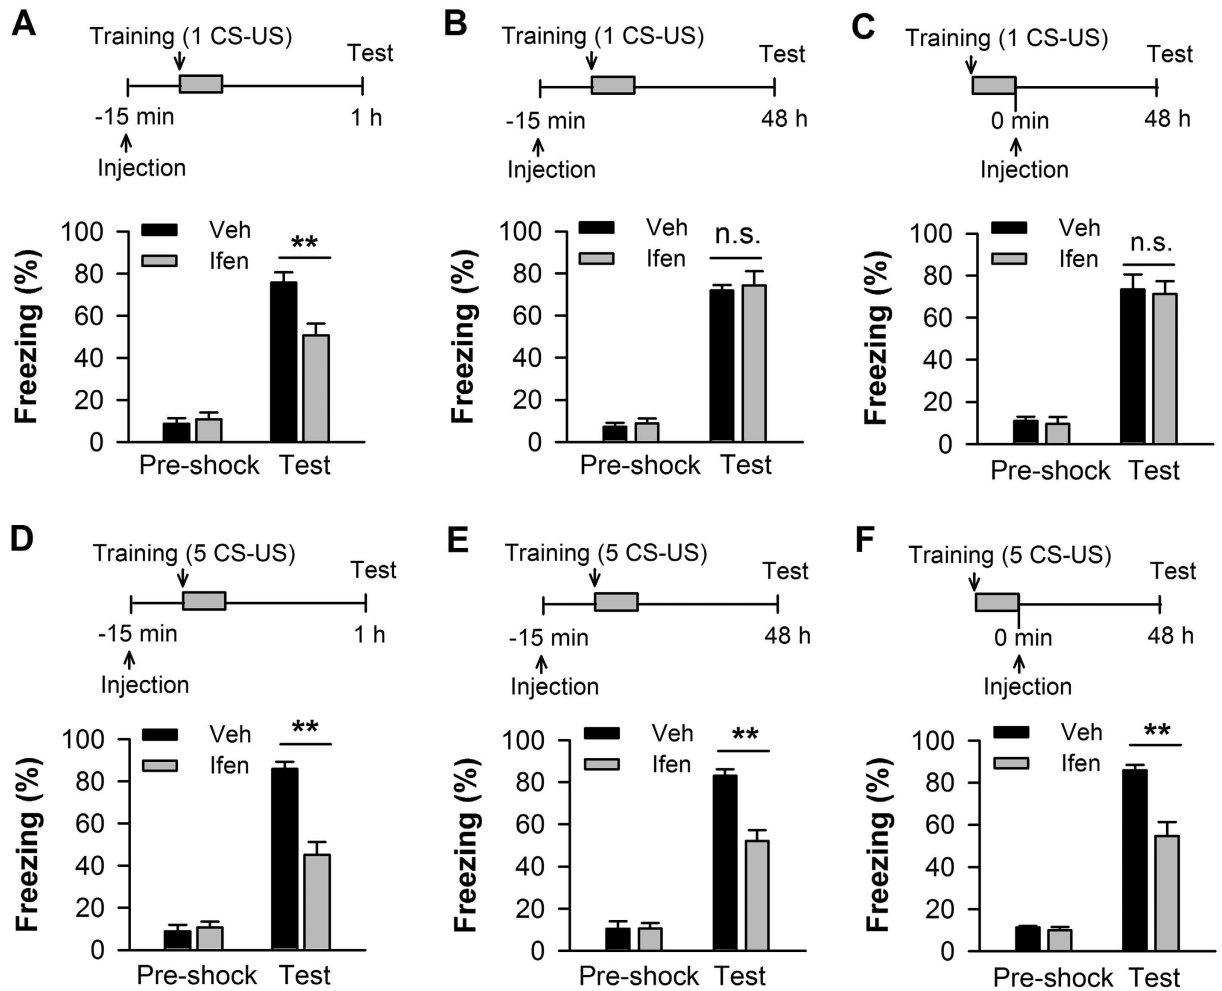 A
Training (1 CS-US)
Test
-15 min
1 h
Injection
Freezing (%)
100
80
60
40
20
0
Veh
Ifen
**
Pre-shock
Test
B
Training (1 CS-US)
Test
-15 min
48 h
Injection
Freezing (%)
100
80
60
40
20
0
Veh
Ifen
n.s.
Pre-shock
Test
C
Training (1 CS-US)
Test
0 min
48 h
Injection
Freezing (%)
100
80
60
40
20
0
Veh
Ifen
n.s.
Pre-shock
Test
D
Training (5 CS-US)
Test
-15 min
1 h
Injection
Freezing (%)
100
80
60
40
20
0
Veh
Ifen
**
Pre-shock
Test
E
Training (5 CS-US)
Test
-15 min
48 h
Injection
Freezing (%)
100
80
60
40
20
0
Veh
Ifen
**
Pre-shock
Test
F
Training (5 CS-US)
Test
0 min
48 h
Injection
Freezing (%)
100
80
60
40
20
0
Veh
Ifen
**
Pre-shock
Test